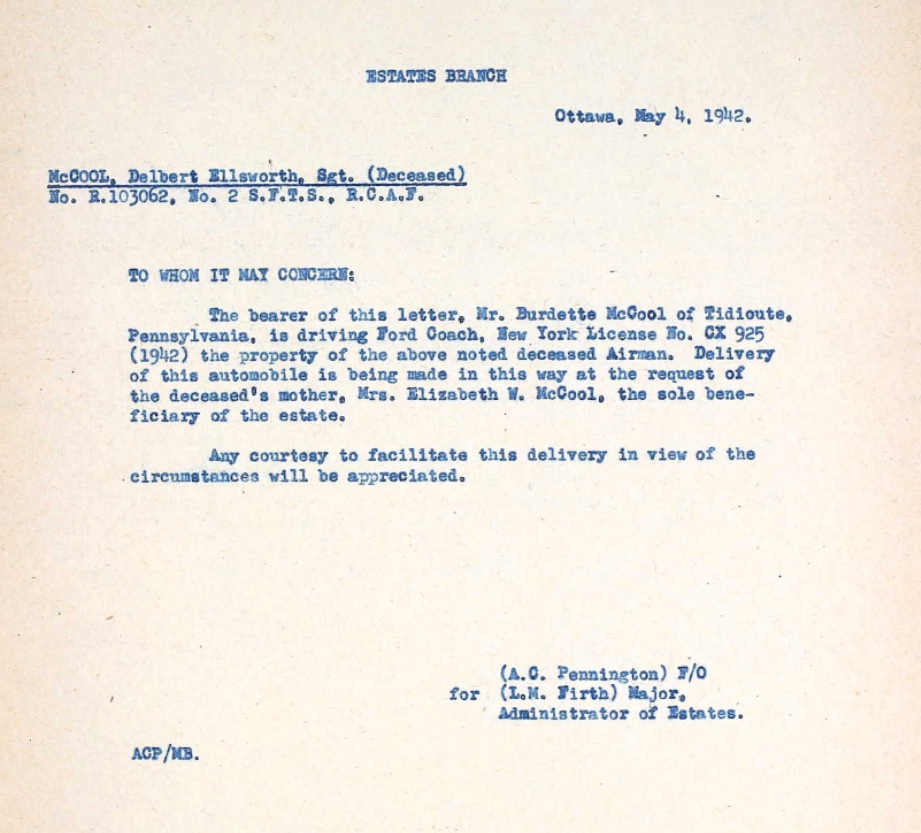 ESTATES BRANCH
Ottawa, May 4, 1942.
McCOOL, Delbert Ellsworth, Sgt. (Deceased)
No. R.103062, No. 2 S.F.T.S., R.C.A.F.
TO WHOM IT MAY CONCERN:
The bearer of this letter, Mr. Burdette McCool of Tidioute,
Pennsylvania, is driving Ford Coach, New York License No. CX 925
(1942) the property of the above noted deceased Airman. Delivery
of this automobile is being made in this way at the request of
the deceased's mother, Mrs. Elizabeth W. McCool, the sole bene-
ficiary of the estate.
Any courtesy to facilitate this delivery in view of the
circumstances will be appreciated.
(A.C. Pennington) F/O
for (L.M. Firth) Major,
Administrator of Estates.
ACP/MB.